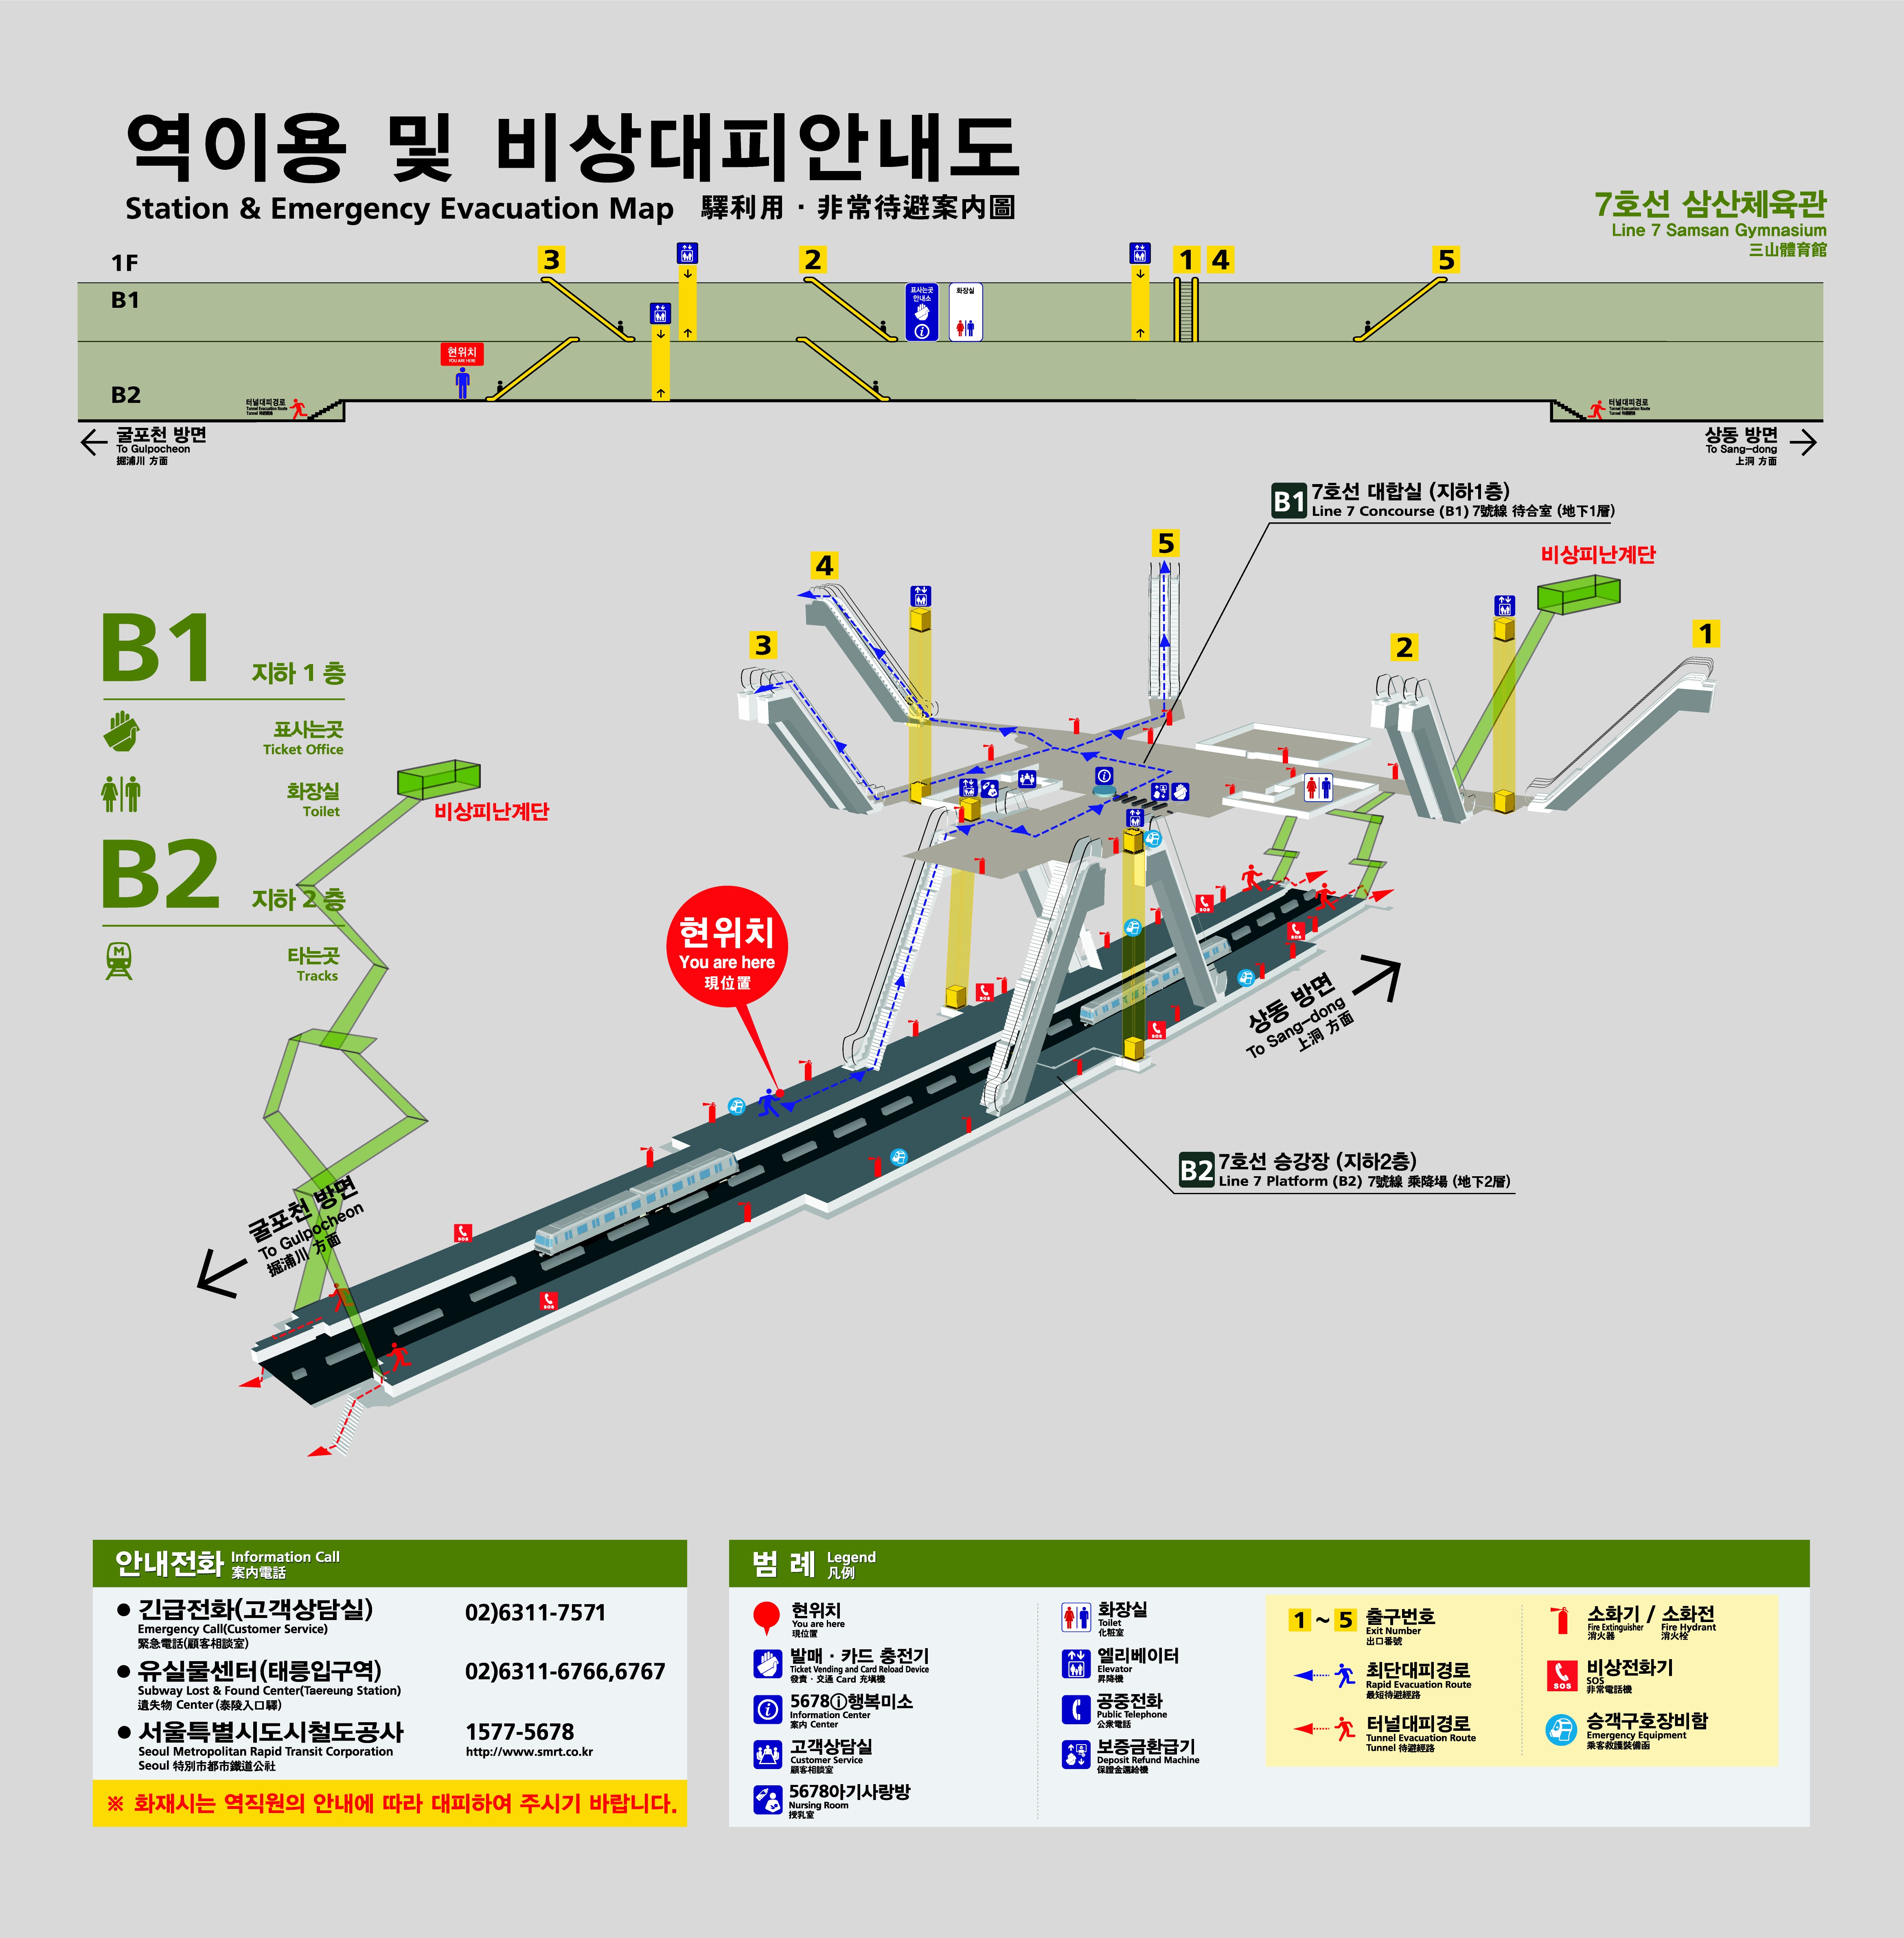 역이용 및 비상대피안내도
Station & Emergency Evacuation Map 驛利用 · 非常待避案內圖
7호선 삼산체육관
Line 7 Samsan Gymnasium
三山體育館
1F
B1
B2
3
2
1 4
5
표사는곳
안내소
화장실
현위치
YOU ARE HERE
터널대피경로
Tunnel Evacuation Route
Tunnel 待避經路
터널대피경로
Tunnel Evacuation Route
Tunnel 待避經路
굴포천 방면
To Gulpocheon
掘浦川 方面
상동 방면
To Sang-dong
上洞 方面
B1 7호선 대합실 (지하1층)
Line 7 Concourse (B1) 7號線 待合室 (地下1層)
비상피난계단
4
5
3
2
1
B1 지하 1 층
표사는곳
Ticket Office
화장실
Toilet
B2 지하 2 층
타는곳
Tracks
M
비상피난계단
현위치
You are here
現位置
SOS
SOS
SOS
SOS
SOS
SOS
상동 방면
To Sang-dong
上洞 方面
B2 7호선 승강장 (지하2층)
Line 7 Platform (B2) 7號線 乘降場 (地下2層)
굴포천 방면
To Gulpocheon
掘浦川 方面
안내전화 Information Call
案內電話
● 긴급전화(고객상담실) 02)6311-7571
Emergency Call(Customer Service)
緊急電話(顧客相談室)
● 유실물센터(태릉입구역) 02)6311-6766,6767
Subway Lost & Found Center(Taereung Station)
遺失物 Center (泰陵入口驛)
● 서울특별시도시철도공사 1577-5678
Seoul Metropolitan Rapid Transit Corporation http://www.smrt.co.kr
Seoul 特別市都市鐵道公社
※ 화재시는 역직원의 안내에 따라 대피하여 주시기 바랍니다.
범 례 Legend
凡例
현위치
You are here
現位置
발매 · 카드 충전기
Ticket Vending and Card Reload Device
發賣 · 交通 Card 充塡機
5678ⓘ행복미소
Information Center
案內 Center
고객상담실
Customer Service
顧客相談室
5678아기사랑방
Nursing Room
授乳室
화장실
Toilet
化粧室
엘리베이터
Elevator
昇降機
공중전화
Public Telephone
公衆電話
보증금환급기
Deposit Refund Machine
保證金還給機
1 ~ 5 출구번호
Exit Number
出口番號
최단대피경로
Rapid Evacuation Route
最短待避經路
터널대피경로
Tunnel Evacuation Route
Tunnel 待避經路
소화기 / 소화전
Fire Extinguisher Fire Hydrant
消火器 消火栓
SOS 비상전화기
SOS
非常電話機
승객구호장비함
Emergency Equipment
乘客救護裝備函